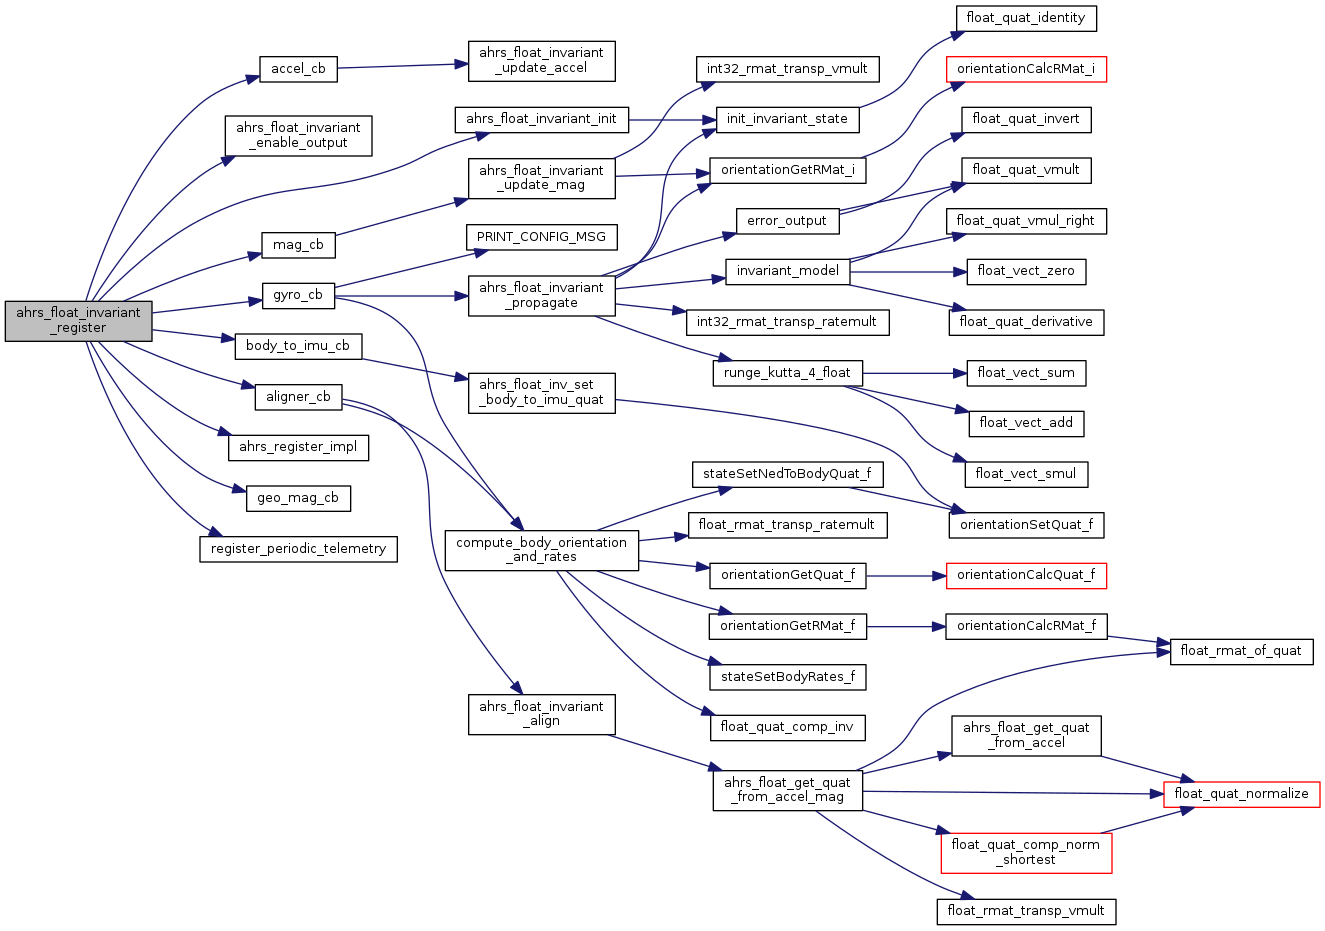 ahrs_float_invariant
_register
accel_cb
ahrs_float_invariant
_enable_output
mag_cb
gyro_cb
body_to_imu_cb
aligner_cb
ahrs_register_impl
geo_mag_cb
register_periodic_telemetry
ahrs_float_invariant
_update_accel
ahrs_float_invariant_init
ahrs_float_invariant
_update_mag
PRINT_CONFIG_MSG
ahrs_float_invariant
_propagate
ahrs_float_inv_set
_body_to_imu_quat
compute_body_orientation
_and_rates
ahrs_float_invariant
_align
int32_rmat_transp_vmult
init_invariant_state
orientationGetRMat_i
error_output
invariant_model
int32_rmat_transp_ratemult
runge_kutta_4_float
stateSetNedToBodyQuat_f
float_rmat_transp_ratemult
orientationGetQuat_f
orientationGetRMat_f
stateSetBodyRates_f
float_quat_comp_inv
ahrs_float_get_quat
_from_accel_mag
float_quat_identity
orientationCalcRMat_i
float_quat_invert
float_quat_vmult
float_quat_vmul_right
float_vect_zero
float_quat_derivative
float_vect_sum
float_vect_add
float_vect_smul
orientationSetQuat_f
orientationCalcQuat_f
orientationCalcRMat_f
ahrs_float_get_quat
_from_accel
float_quat_comp_norm
_shortest
float_rmat_transp_vmult
float_rmat_of_quat
float_quat_normalize